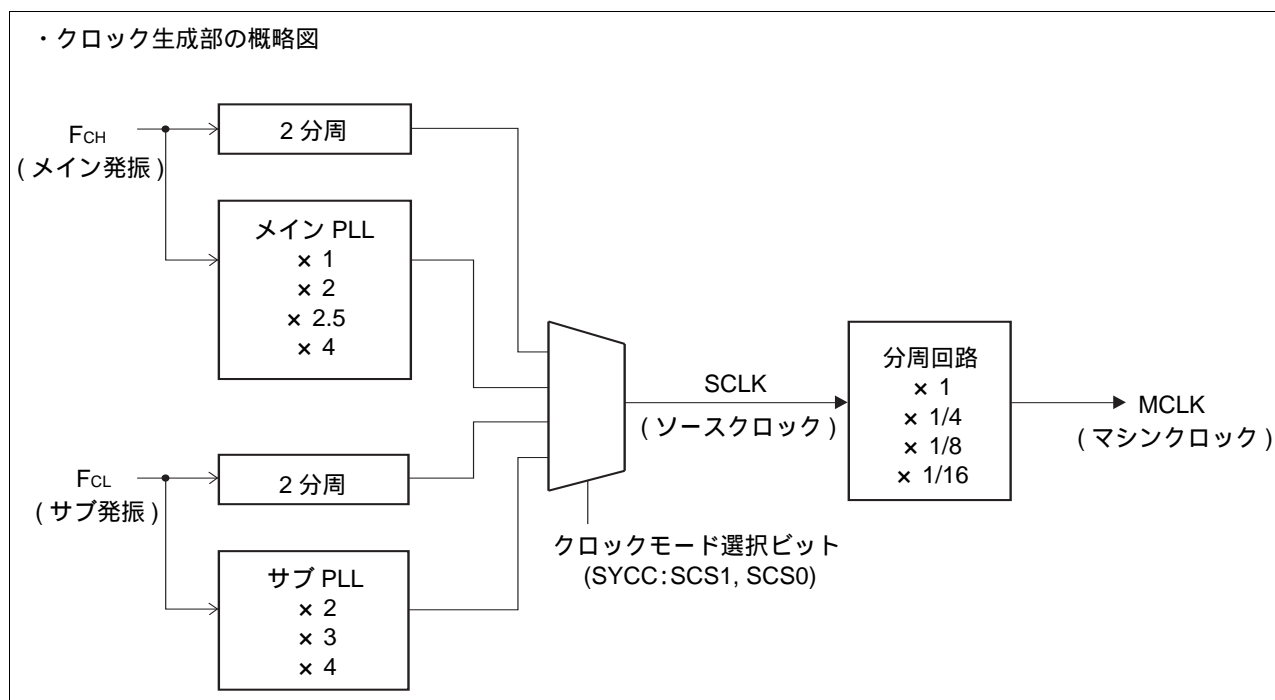 ・クロック生成部の概略図
FCH
( メイン発振 )
2 分周
メイン PLL
× 1
× 2
× 2.5
× 4
FCL
( サブ発振 )
2 分周
サブ PLL
× 2
× 3
× 4
クロックモード選択ビット
(SYCC:SCS1, SCS0)
SCLK
( ソースクロック )
分周回路
× 1
× 1/4
× 1/8
× 1/16
MCLK
( マシンクロック )